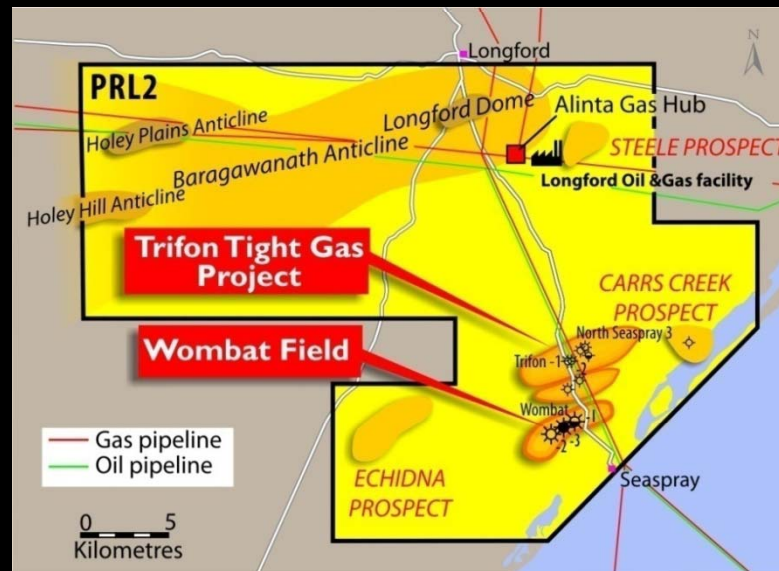 N
Longford
PRL2
Longford Dome
Alinta Gas Hub
Holey Plains Anticline
STEELE PROSPECT
Baragawanath Anticline
Longford Oil &Gas facility
Holey Hill Anticline
Trifon Tight Gas
Project
CARRS CREEK
PROSPECT
North Seaspray 3
Wombat Field
Trifon -1
-2
Wombat
-1
-2
-3
Gas pipeline
Oil pipeline
ECHIDNA
PROSPECT
Seaspray
0 5
Kilometres